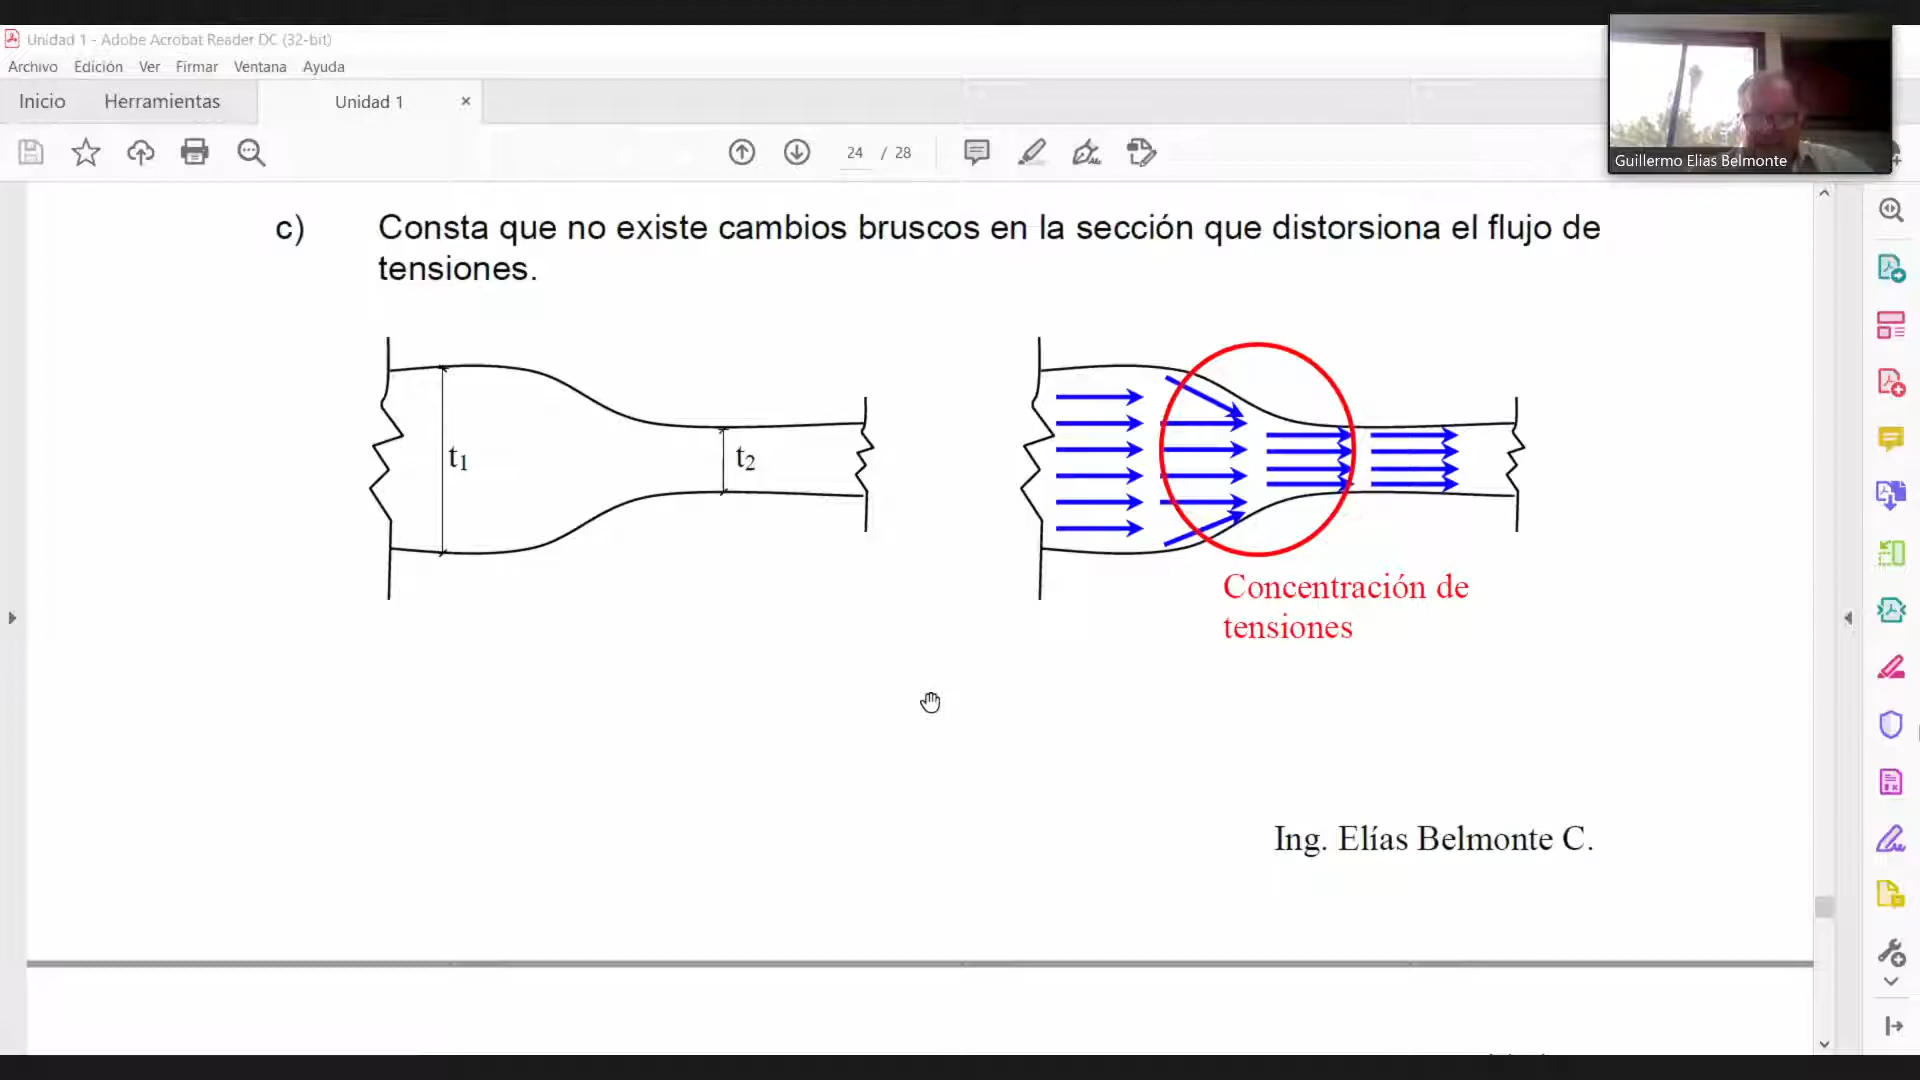 Unidad 1 - Adobe Acrobat Reader DC (32-bit)
Archivo Edición Ver Firmar Ventana Ayuda
Inicio Herramientas Unidad 1 ×
24 / 28
Guillermo Elias Belmonte
c) Consta que no existe cambios bruscos en la sección que distorsiona el flujo de
tensiones.
t1 t2
Concentración de
tensiones
Ing. Elías Belmonte C.